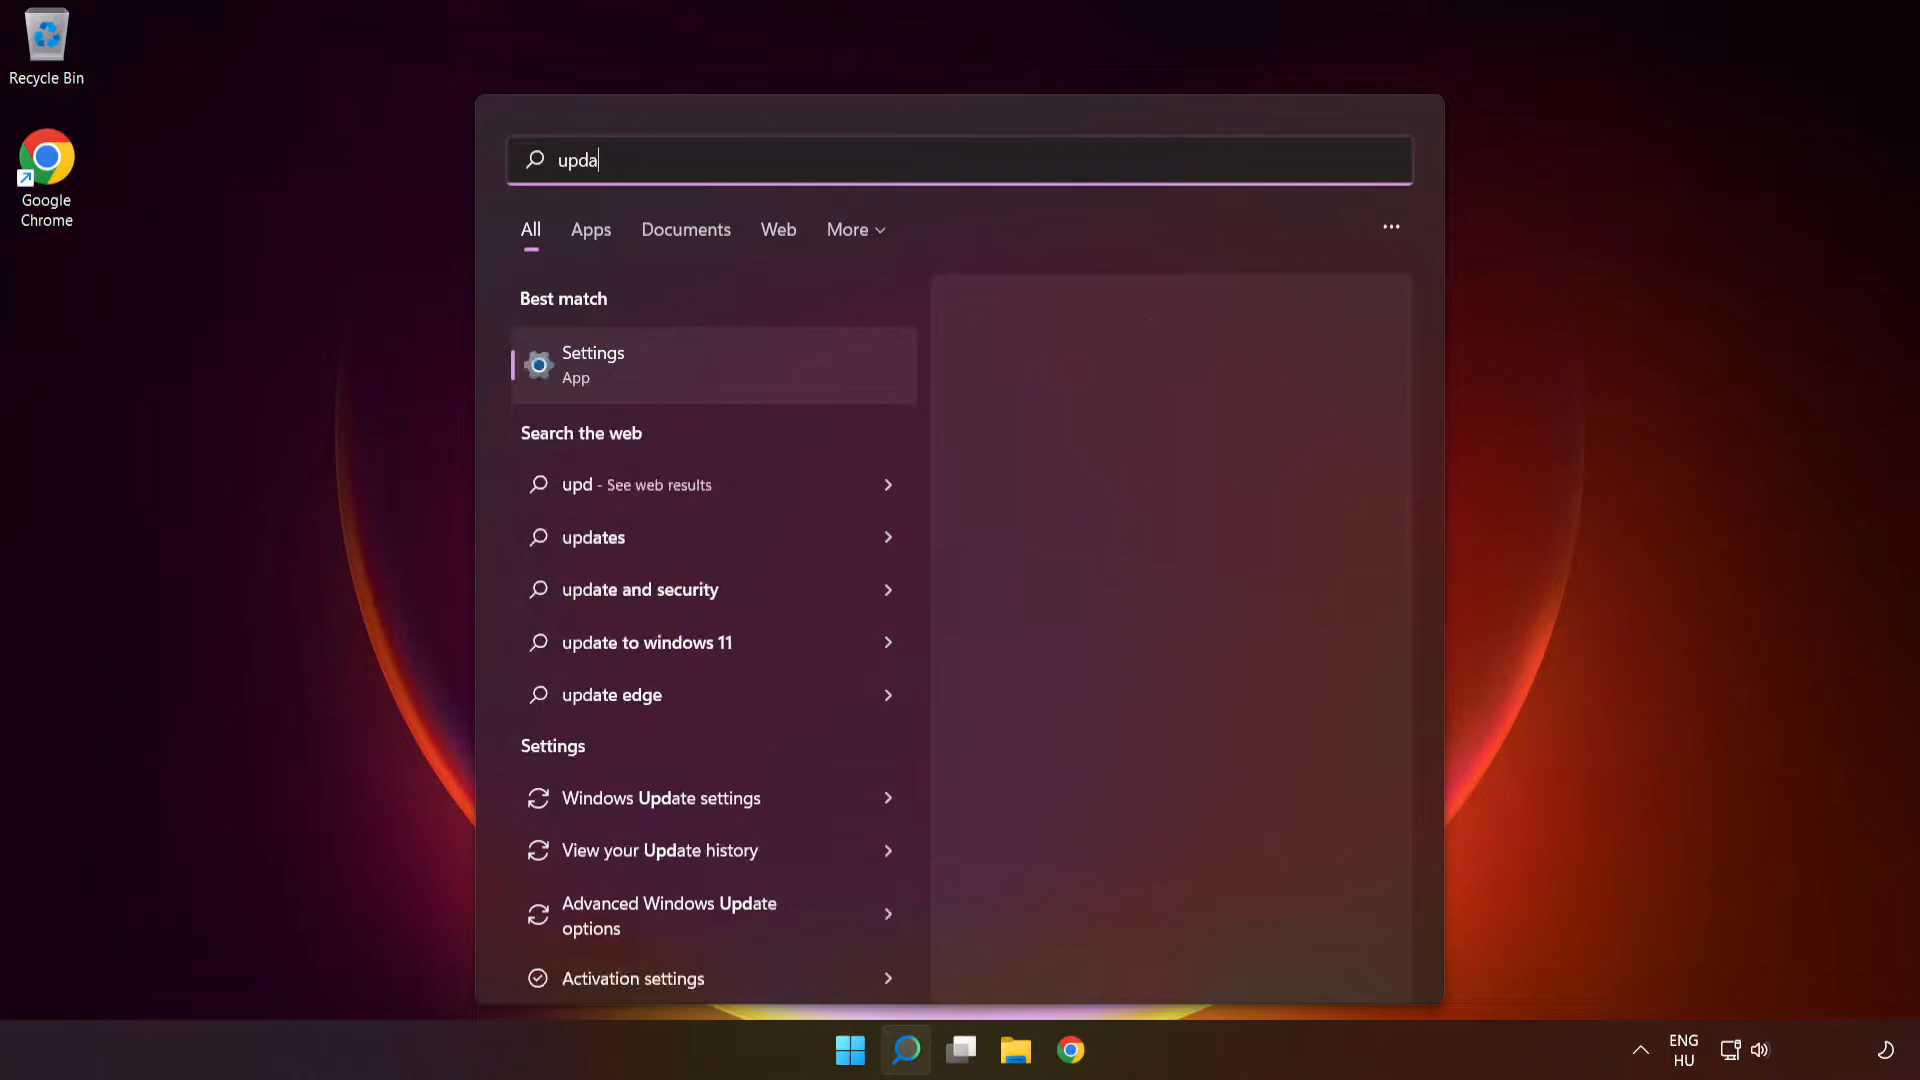 Recycle Bin
Google
Chrome
upda
All Apps Documents Web More
Best match
Settings
App
Search the web
upd - See web results
updates
update and security
update to windows 11
update edge
Settings
Windows Update settings
View your Update history
Advanced Windows Update
options
Activation settings
ENG
HU